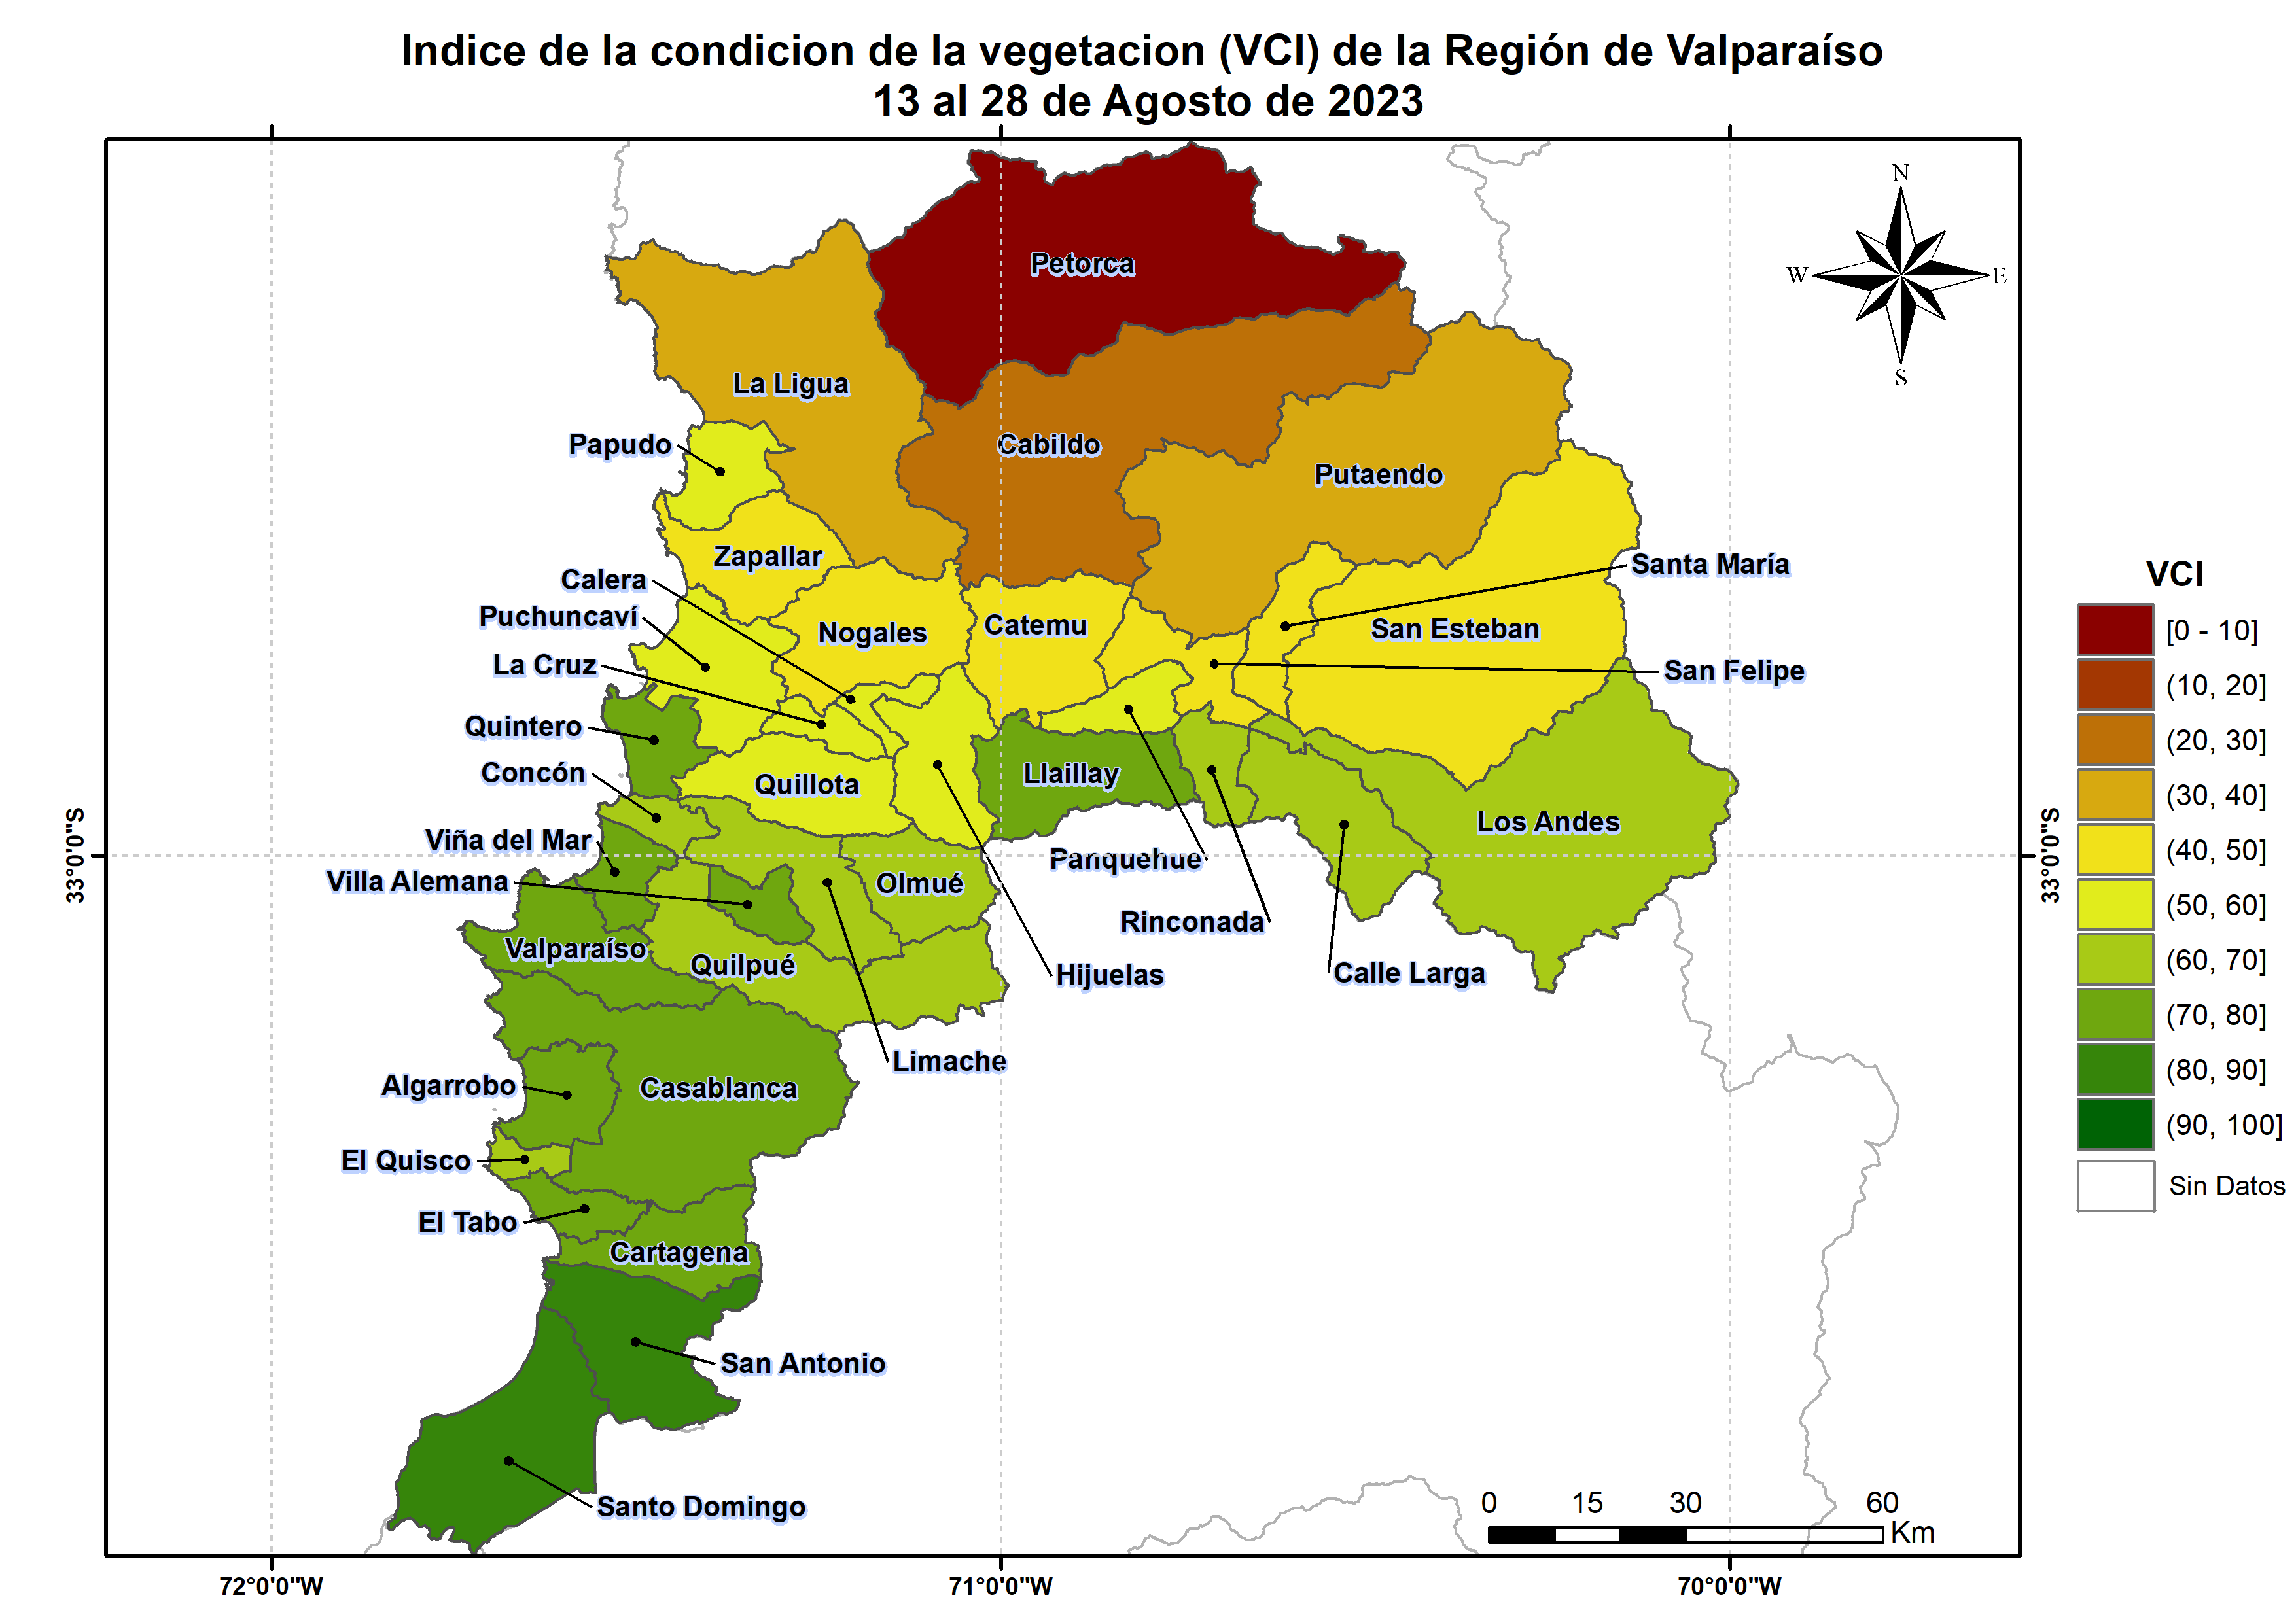 Indice de la condicion de la vegetacion (VCI) de la Región de Valparaíso
13 al 28 de Agosto de 2023
N
W
E
S
Petorca
La Ligua
Papudo
Cabildo
Putaendo
Zapallar
Santa María
Calera
Puchuncaví
Nogales
Catemu
San Esteban
La Cruz
San Felipe
Quintero
Concón
Quillota
Llaillay
Los Andes
Viña del Mar
Panquehue
Villa Alemana
Olmué
Rinconada
Valparaíso
Quilpué
Hijuelas
Calle Larga
Limache
Algarrobo
Casablanca
El Quisco
El Tabo
Cartagena
San Antonio
Santo Domingo
VCI
[0 - 10]
(10, 20]
(20, 30]
(30, 40]
(40, 50]
(50, 60]
(60, 70]
(70, 80]
(80, 90]
(90, 100]
Sin Datos
0 15 30 60
Km
33°0'0"S
33°0'0"S
72°0'0"W
71°0'0"W
70°0'0"W